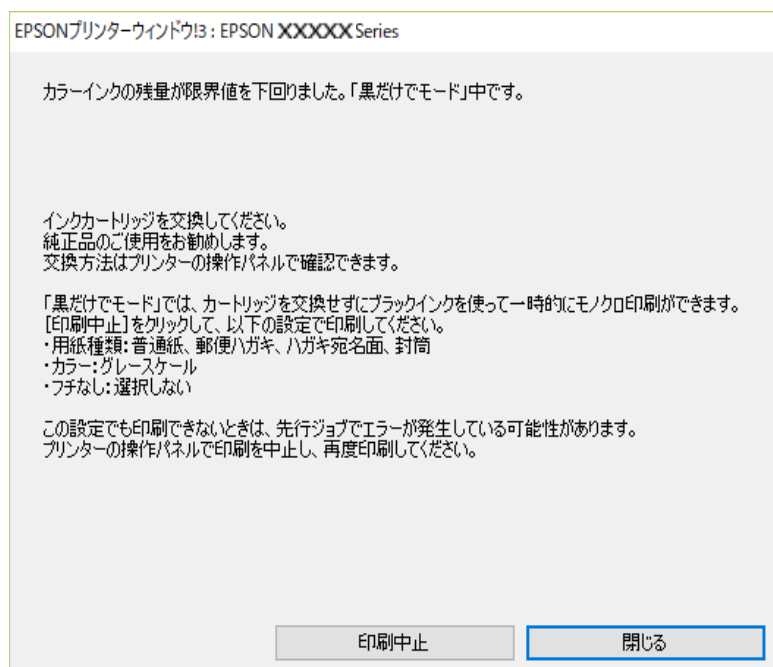 EPSONプリンターウィンドウ!3 : EPSON XXXXX Series
カラーインクの残量が限界値を下回りました。「黒だけでモード」中です。
インクカートリッジを交換してください。
純正品のご使用をお勧めします。
交換方法はプリンターの操作パネルで確認できます。
「黒だけでモード」では、カートリッジを交換せずにブラックインクを使って一時的にモノクロ印刷ができます。
[印刷中止]をクリックして、以下の設定で印刷してください。
・用紙種類：普通紙、郵便ハガキ、ハガキ宛名面、封筒
・カラー：グレースケール
・フチなし：選択しない
この設定でも印刷できないときは、先行ジョブでエラーが発生している可能性があります。
プリンターの操作パネルで印刷を中止し、再度印刷してください。
印刷中止
閉じる